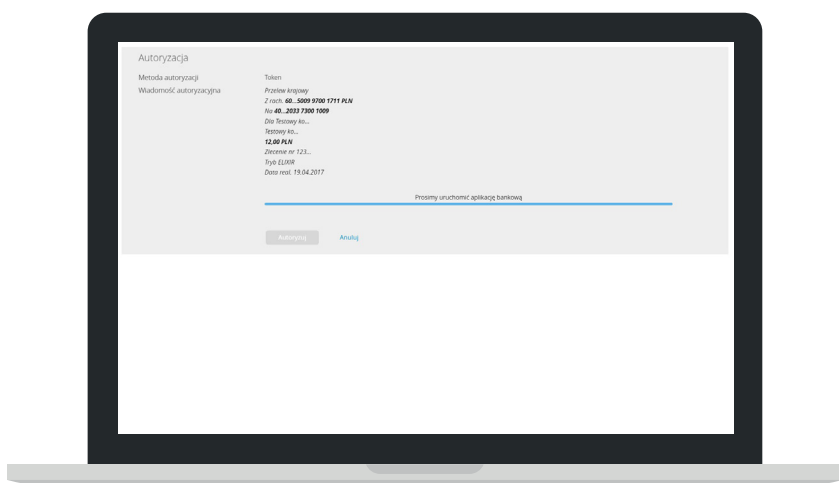 Autoryzacja
Metoda autoryzacji Token
Wiadomość autoryzacyjna Przelew krajowy
Z rach. 60...5009 9700 1711 PLN
Na 40...2033 7300 1009
Dla Testowy ko...
Testowy ko...
12,00 PLN
Zlecenie nr 123...
Tryb ELIXIR
Data real. 19.04.2017
Prosimy uruchomić aplikację bankową
Autoryzuj Anuluj